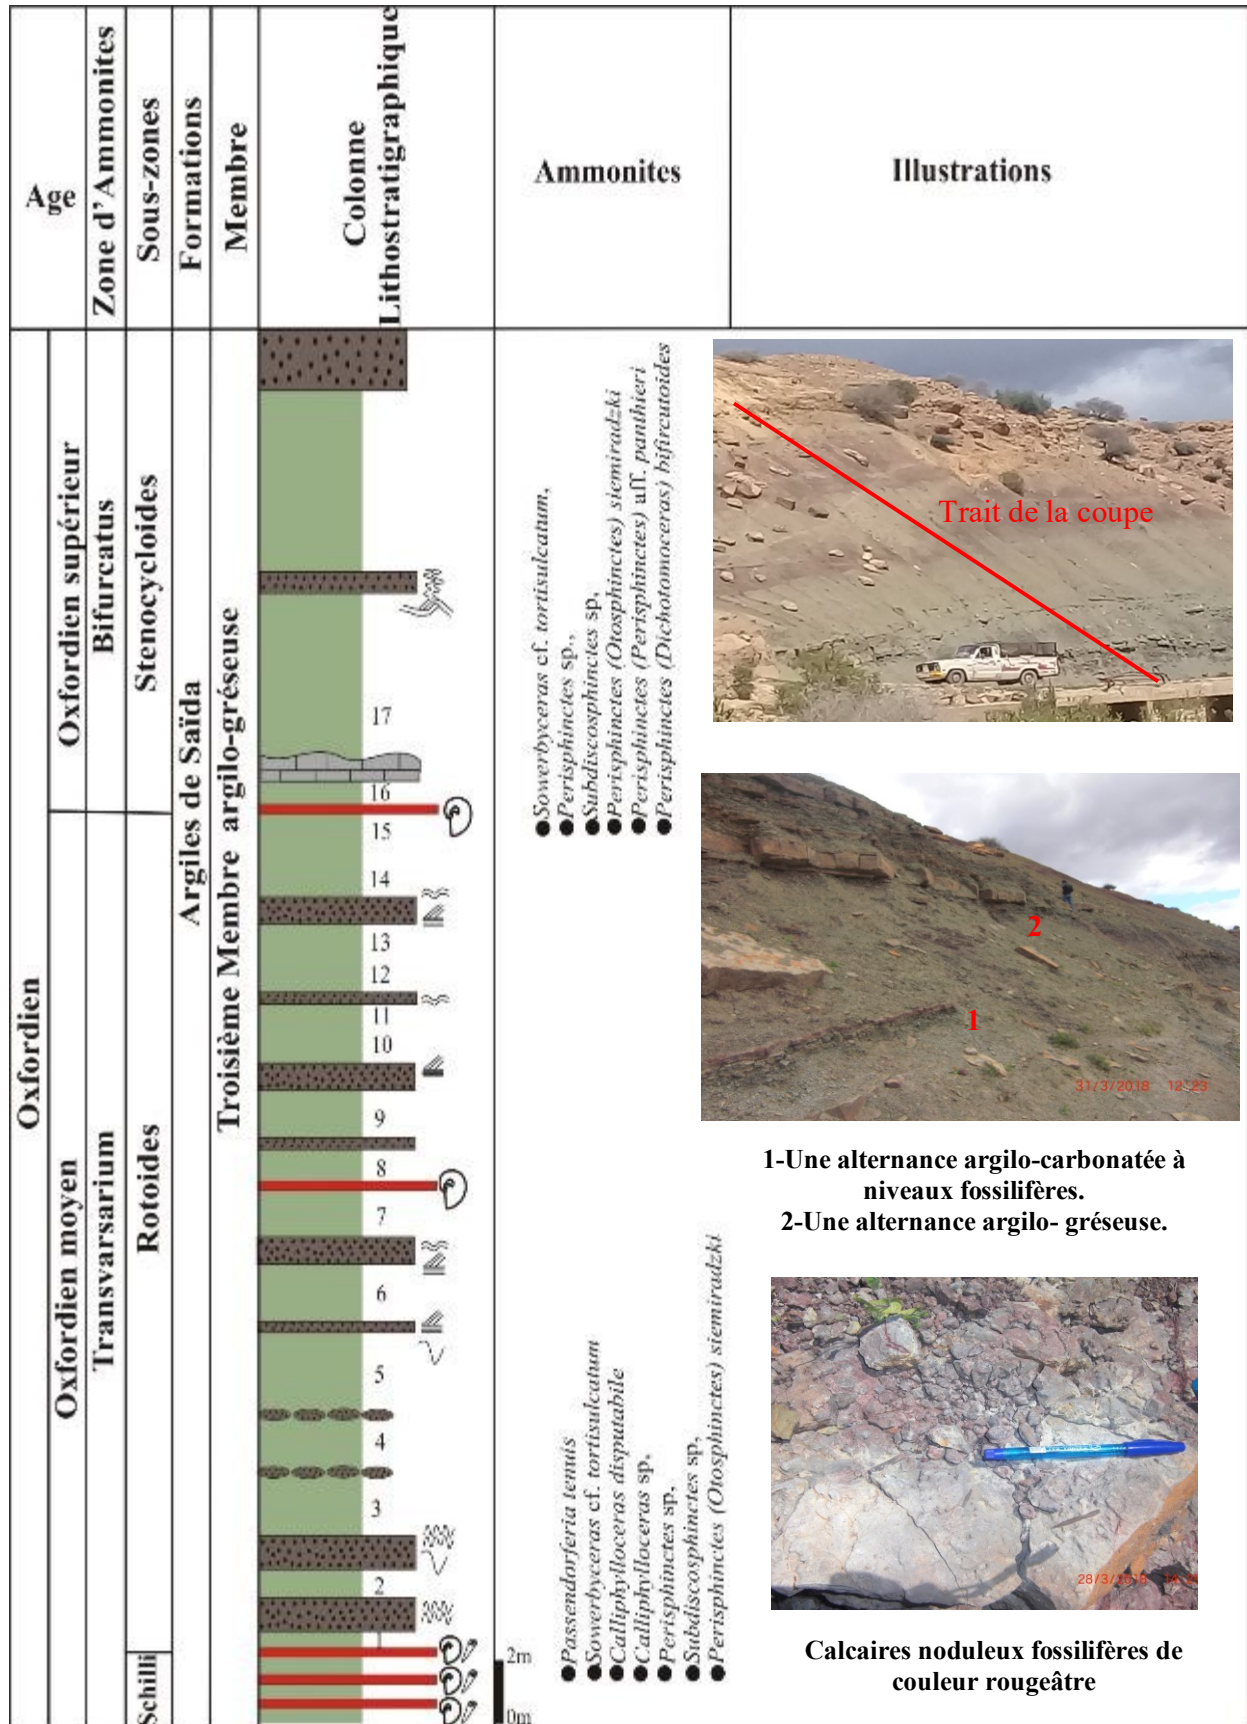 Age
Zone d'Ammonites
Sous-zones
Formations
Membre
Colonne
Lithostratigraphique
Ammonites
Illustrations
Oxfordien
Oxfordien supérieur
Bifurcatus
Stenocycloides
Oxfordien moyen
Transvarsarium
Rotoides
Schilli
Argiles de Saïda
Troisième Membre argilo-gréseuse
17
16
15
14
13
12
11
10
9
8
7
6
5
4
3
2
1
2m
0m
●Sowerbyceras cf. tortisulcatum,
●Perisphinctes sp.,
●Subdiscosphinctes sp,
●Perisphinctes (Otosphinctes) siemiradzki
●Perisphinctes (Perisphinctes) aff. panthieri
●Perisphinctes (Dichotomoceras) bifircutoides
●Passendorferia tenuis
●Sowerbyceras cf. tortisulcatum
●Calliphylloceras disputabile
●Calliphylloceras sp,
●Perisphinctes sp,
●Subdiscosphinctes sp,
●Perisphinctes (Otosphinctes) siemiradzki
Trait de la coupe
2
1
31/3/2018 12:23
1-Une alternance argilo-carbonatée à
niveaux fossilifères.
2-Une alternance argilo- gréseuse.
28/3/2018
Calcaires noduleux fossilifères de
couleur rougeâtre